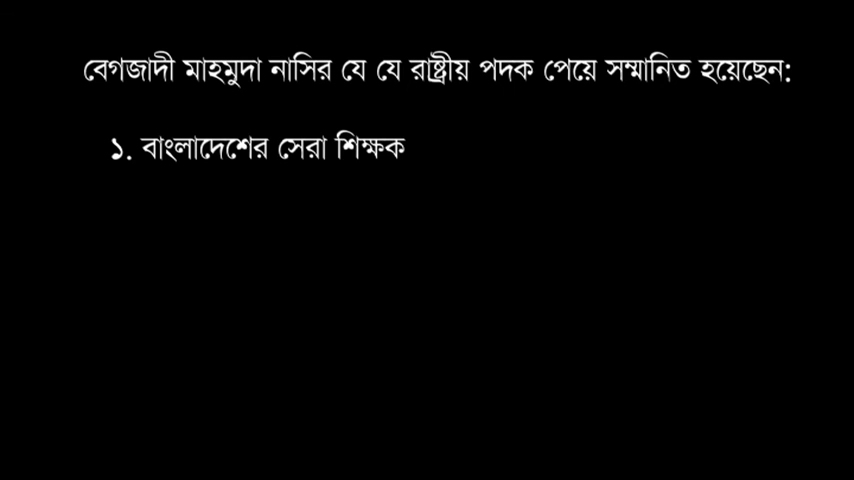 বেগজাদী মাহমুদা নাসির যে যে রাষ্ট্রীয় পদক পেয়ে সম্মানিত হয়েছেন:
১. বাংলাদেশের সেরা শিক্ষক